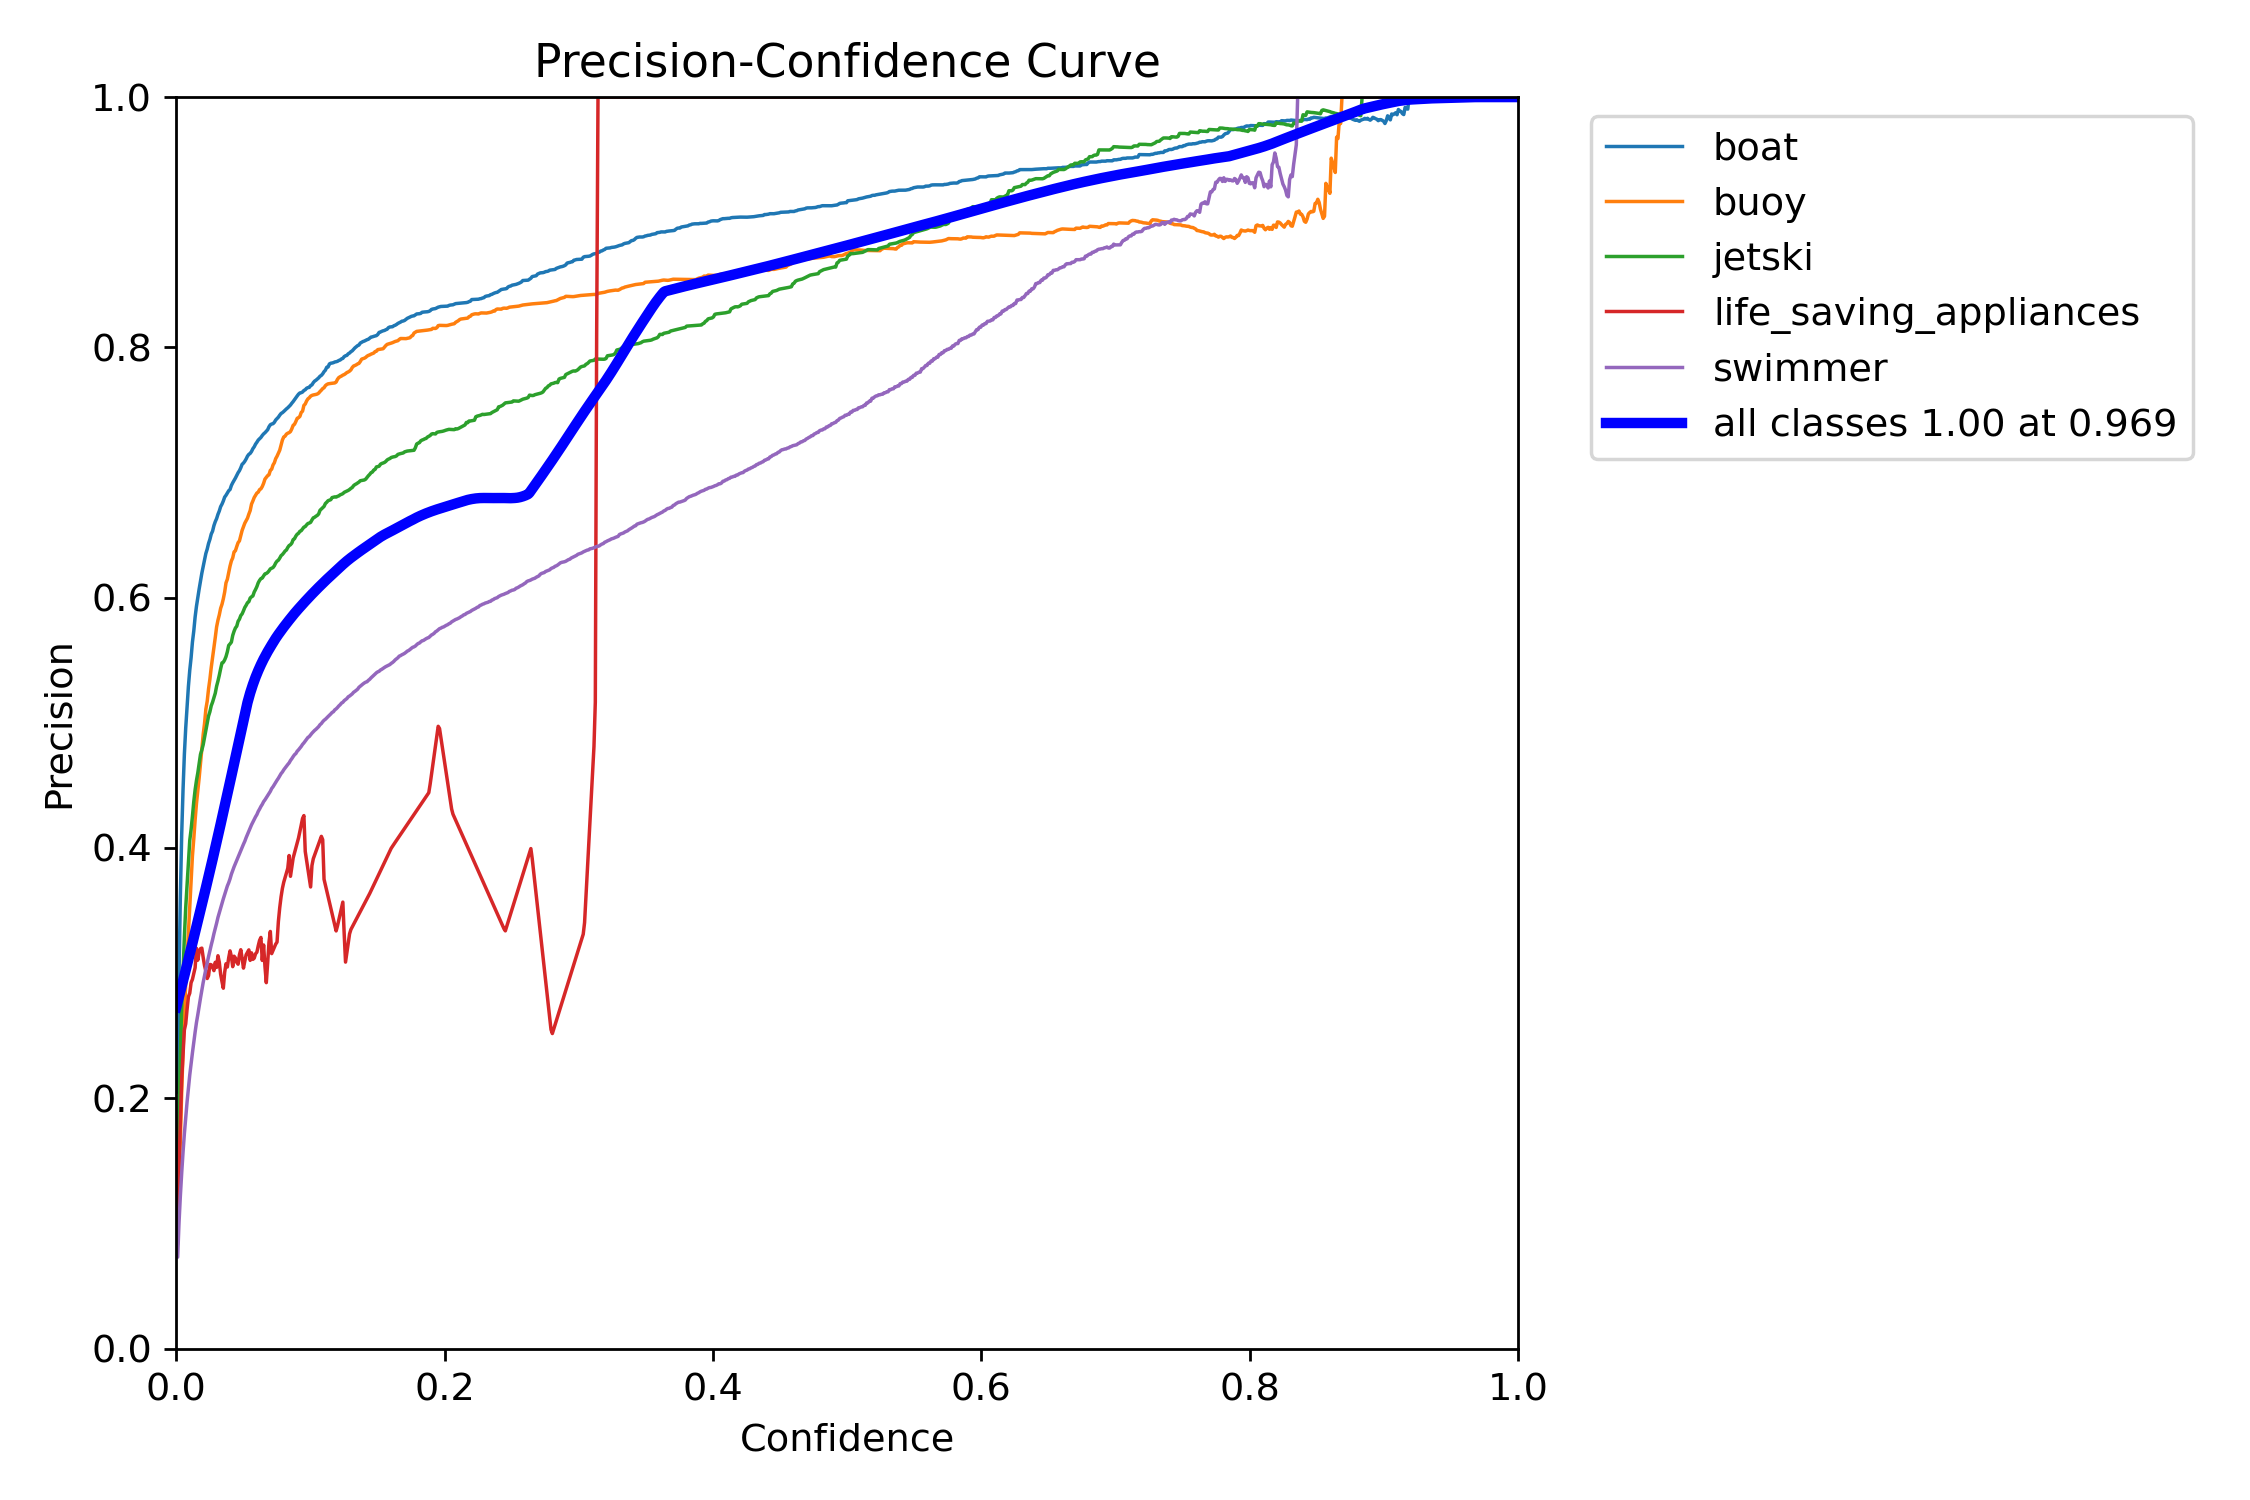 Precision-Confidence Curve
1.0
0.8
0.6
0.4
0.2
0.0
Precision
0.0 0.2 0.4 0.6 0.8 1.0
Confidence
boat
buoy
jetski
life_saving_appliances
swimmer
all classes 1.00 at 0.969